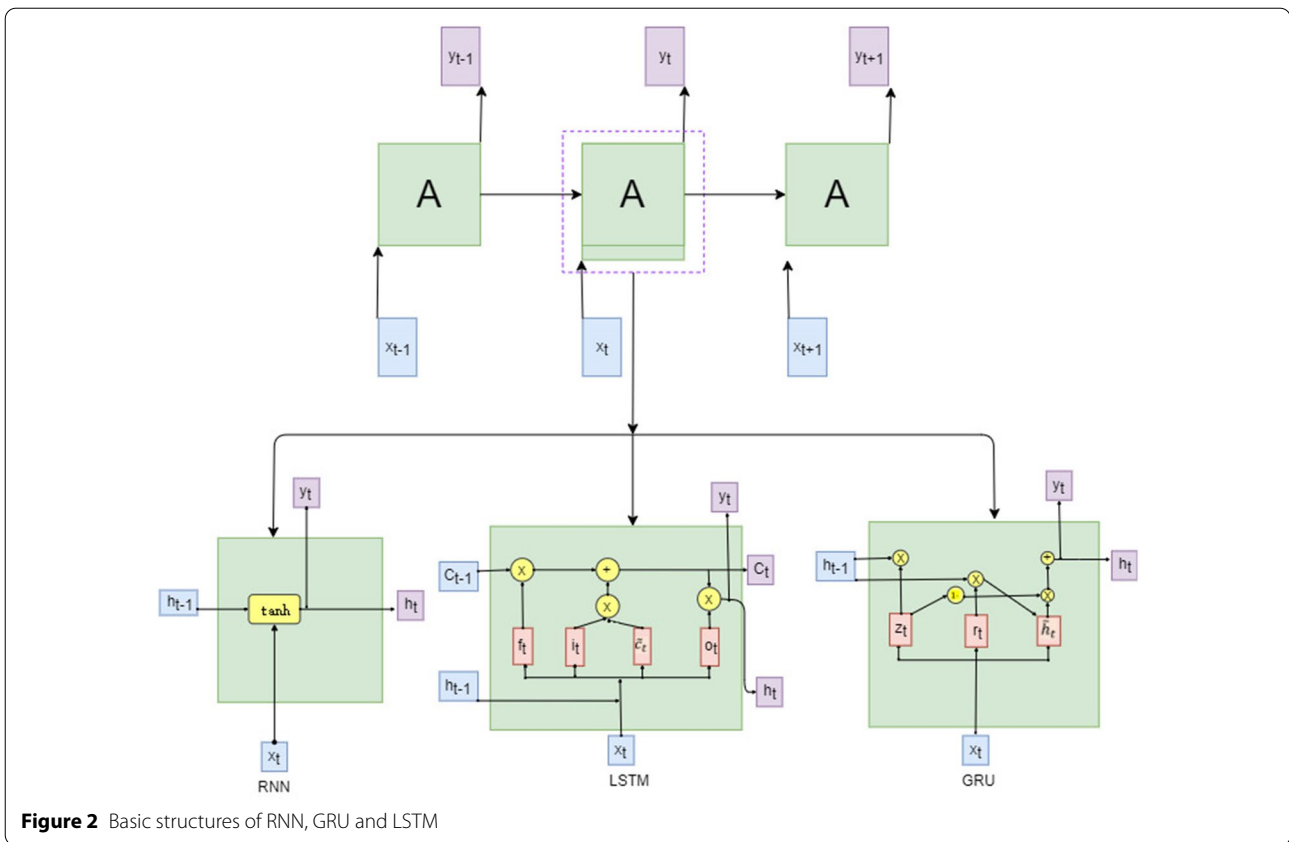 yt-1 yt yt+1
A A A
xt-1 xt xt+1
yt yt yt
ht-1 tanh ht
Ct-1 X + Ct
X X
ft it c̃t ot
ht-1 ht
ht-1 X + ht
X
1- X
zt rt h̃t
xt xt xt
RNN LSTM GRU
Figure 2 Basic structures of RNN, GRU and LSTM